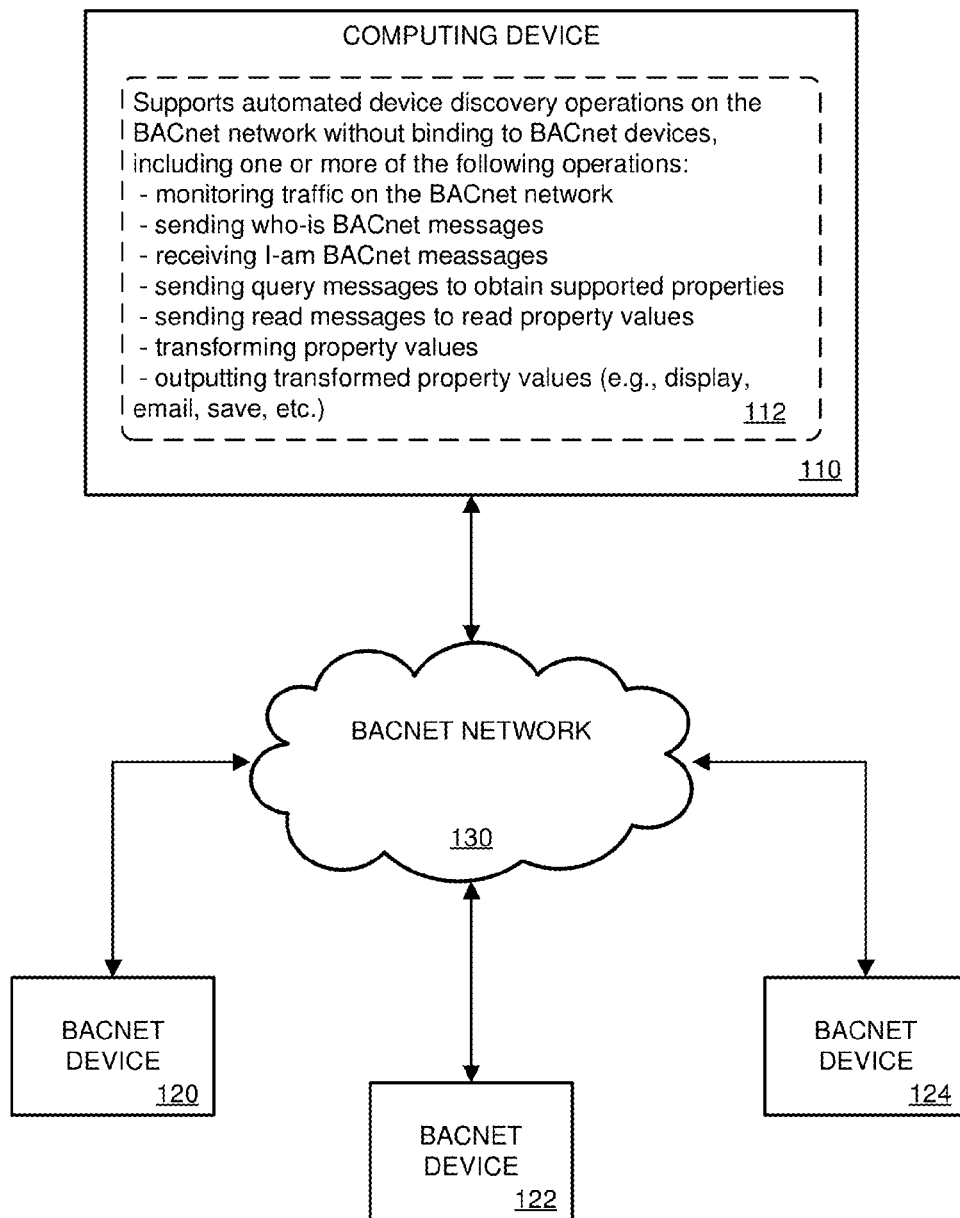 COMPUTING DEVICE
Supports automated device discovery operations on the
BACnet network without binding to BACnet devices,
including one or more of the following operations:
- monitoring traffic on the BACnet network
- sending who-is BACnet messages
- receiving I-am BACnet meassages
- sending query messages to obtain supported properties
- sending read messages to read property values
- transforming property values
- outputting transformed property values (e.g., display,
email, save, etc.)
112
110
BACNET NETWORK
130
BACNET
DEVICE
120
BACNET
DEVICE
122
BACNET
DEVICE
124